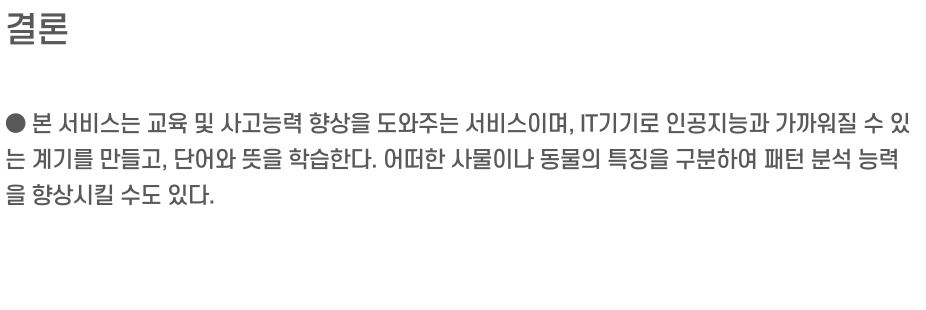 결론
● 본 서비스는 교육 및 사고능력 향상을 도와주는 서비스이며, IT기기로 인공지능과 가까워질 수 있
는 계기를 만들고, 단어와 뜻을 학습한다. 어떠한 사물이나 동물의 특징을 구분하여 패턴 분석 능력
을 향상시킬 수도 있다.